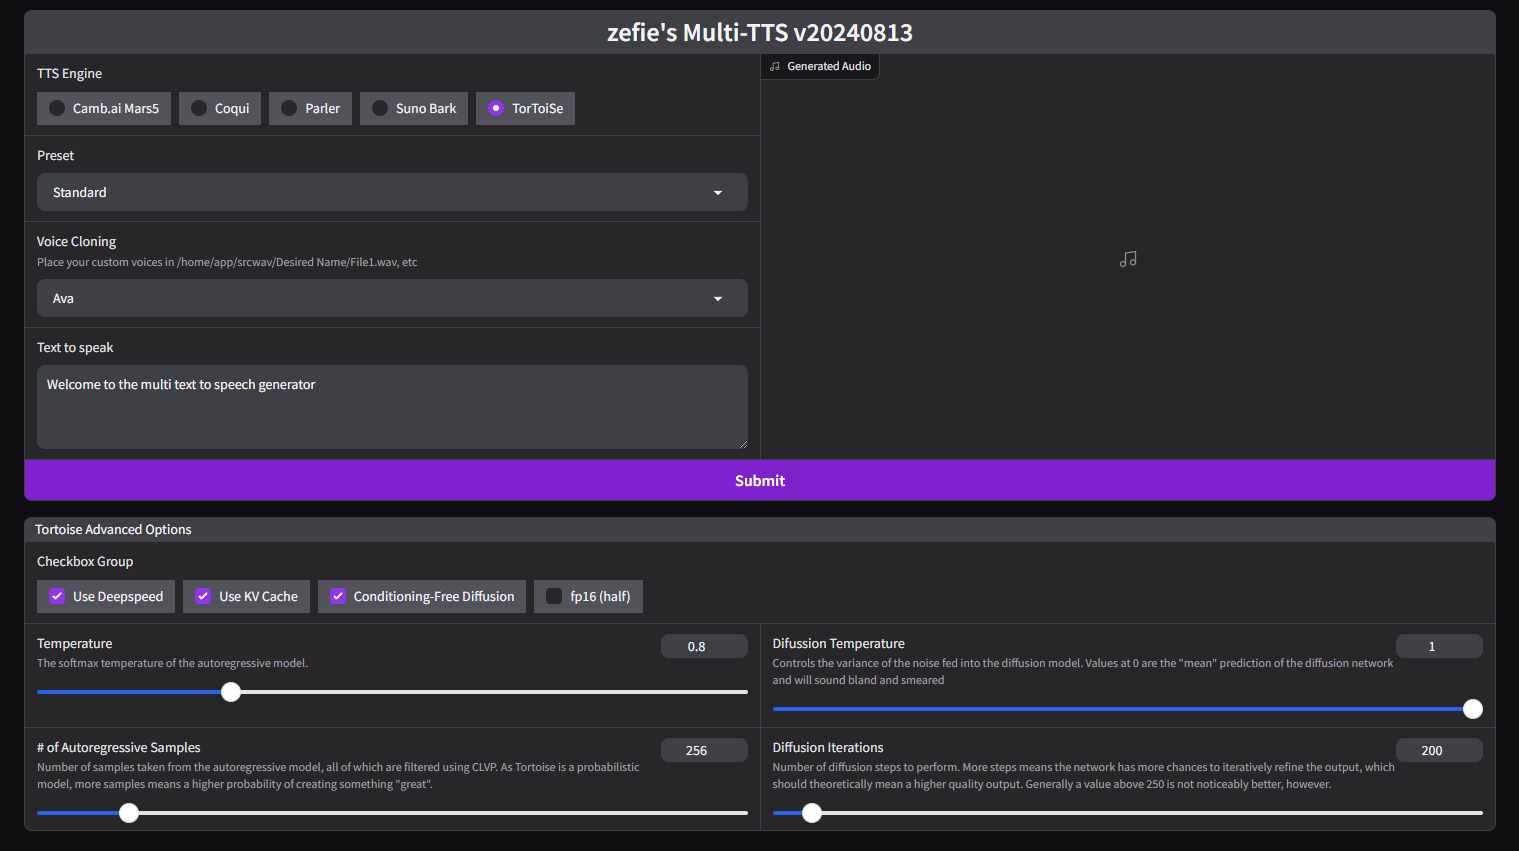 zefie's Multi-TTS v20240813
TTS Engine
Camb.ai Mars5
Coqui
Parler
Suno Bark
TorToiSe
Generated Audio
Preset
Standard
Voice Cloning
Place your custom voices in /home/app/srcwav/Desired Name/File1.wav, etc
Ava
Text to speak
Welcome to the multi text to speech generator
Submit
Tortoise Advanced Options
Checkbox Group
Use Deepspeed
Use KV Cache
Conditioning-Free Diffusion
fp16 (half)
Temperature
0.8
The softmax temperature of the autoregressive model.
Difussion Temperature
1
Controls the variance of the noise fed into the diffusion model. Values at 0 are the "mean" prediction of the diffusion network
and will sound bland and smeared
# of Autoregressive Samples
256
Number of samples taken from the autoregressive model, all of which are filtered using CLVP. As Tortoise is a probabilistic
model, more samples means a higher probability of creating something "great".
Diffusion Iterations
200
Number of diffusion steps to perform. More steps means the network has more chances to iteratively refine the output, which
should theoretically mean a higher quality output. Generally a value above 250 is not noticeably better, however.